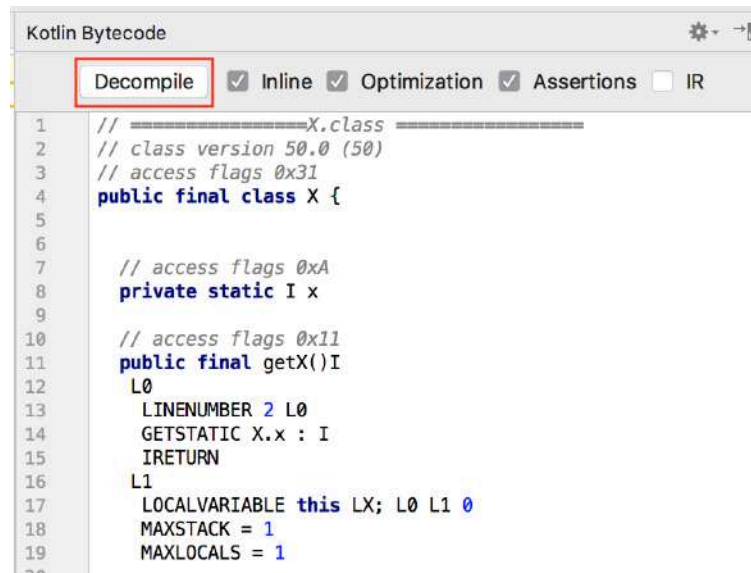 Kotlin Bytecode
Decompile Inline Optimization Assertions IR
1 // ================X.class =================
2 // class version 50.0 (50)
3 // access flags 0x31
4 public final class X {
5
6
7 // access flags 0xA
8 private static I x
9
10 // access flags 0x11
11 public final getX()I
12 L0
13 LINENUMBER 2 L0
14 GETSTATIC X.x : I
15 IRETURN
16 L1
17 LOCALVARIABLE this LX; L0 L1 0
18 MAXSTACK = 1
19 MAXLOCALS = 1